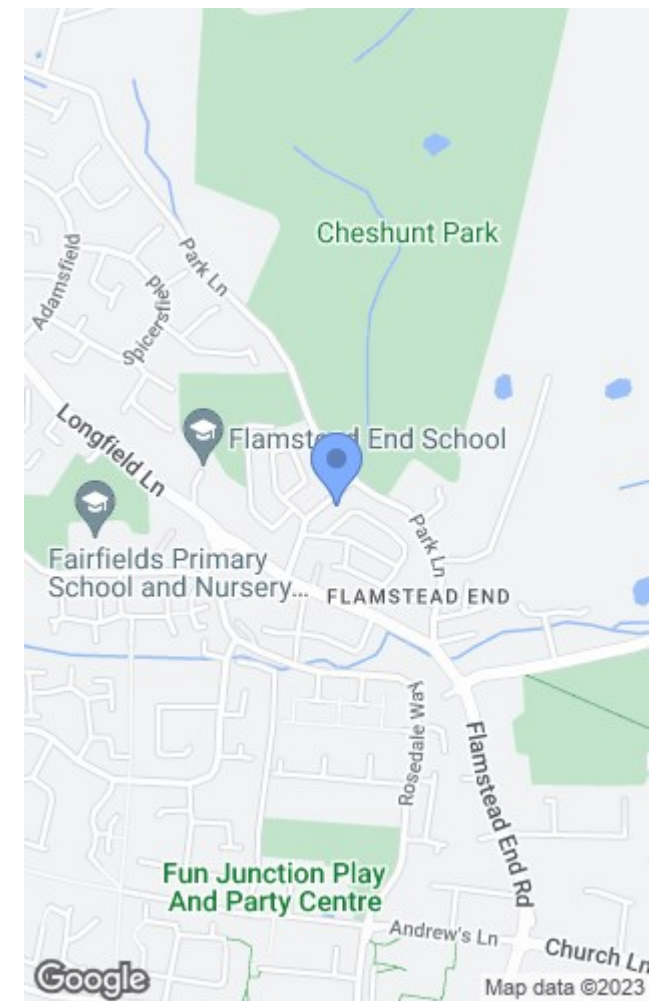 Cheshunt Park
Park Ln
Adamsfield
Spicersfield
Longfield Ln
Flamstead End School
Park Ln
Fairfields Primary
School and Nursery...
FLAMSTEAD END
Rosedale Way
Flamstead End Rd
Fun Junction Play
And Party Centre
Andrew's Ln
Church Ln
Google
Map data ©2023